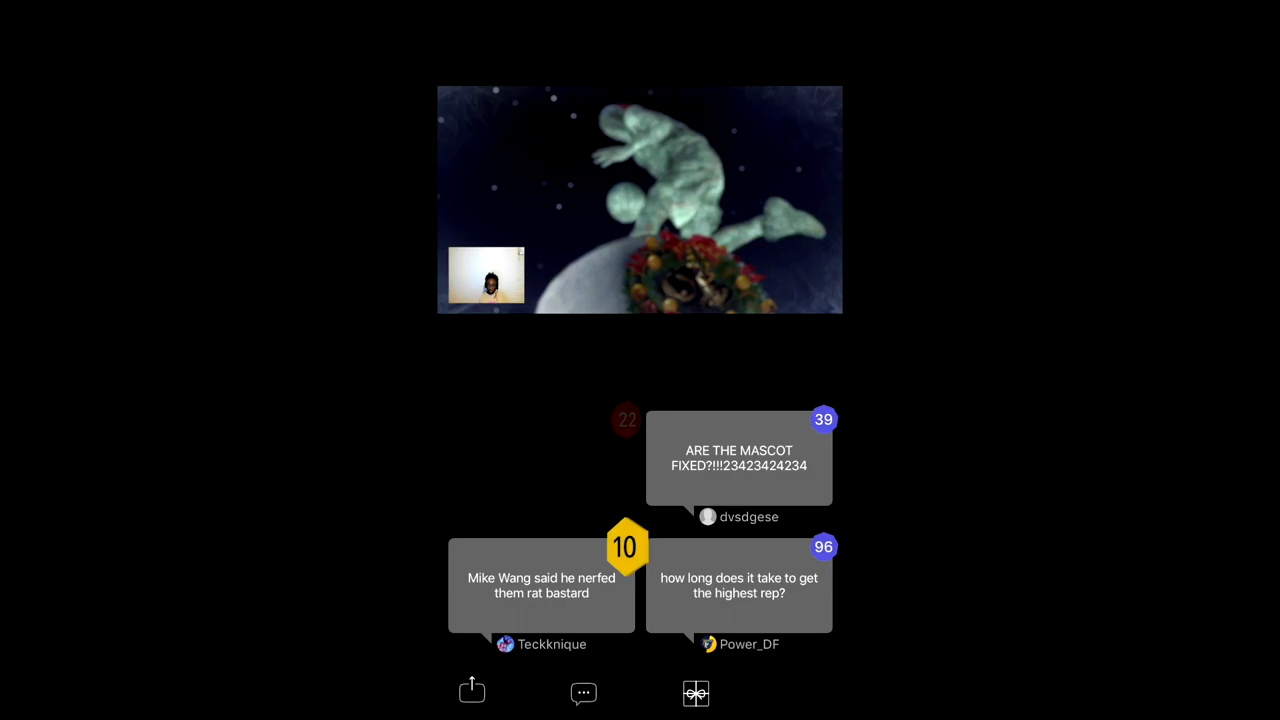 22
39
ARE THE MASCOT
FIXED?!!!23423424234
dvsdgese
10
96
Mike Wang said he nerfed
them rat bastard
how long does it take to get
the highest rep?
Teckknique
Power_DF